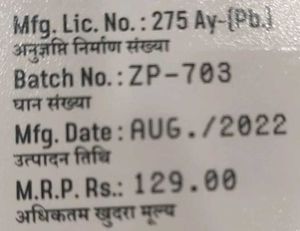 Mfg. Lic. No.: 275 Ay-(Pb.)
अनुज्ञप्ति निर्माण संख्या
Batch No.: ZP-703
घान संख्या
Mfg. Date : AUG./2022
उत्पादन तिथि
M.R.P. Rs.: 129.00
अधिकतम खुदरा मूल्य